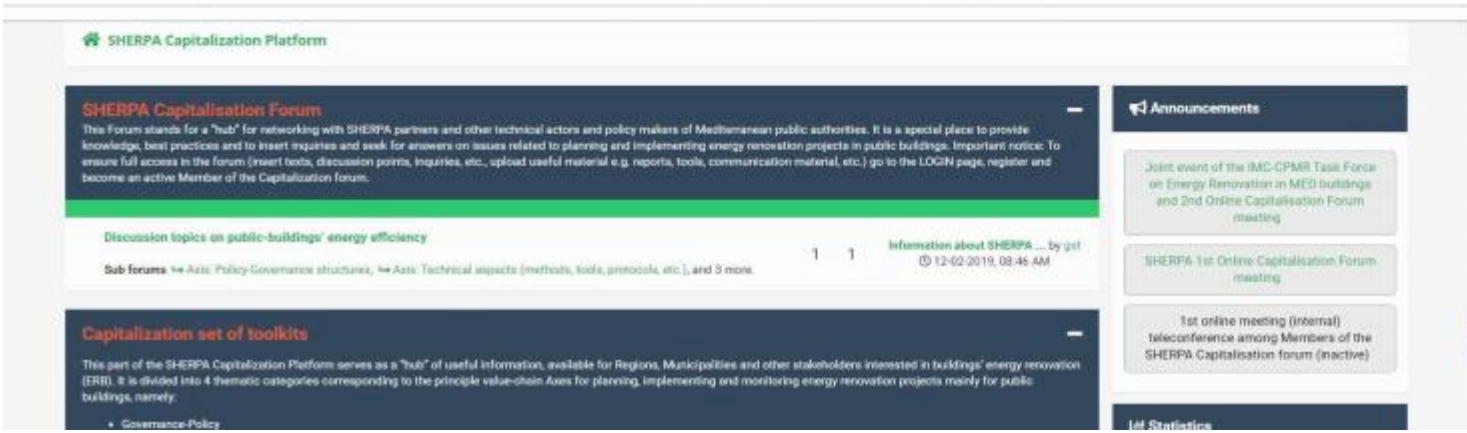 SHERPA Capitalization Platform
SHERPA Capitalisation Forum
This Forum stands for a "hub" for networking with SHERPA partners and other technical actors and policy makers of Mediterranean public authorities. It is a special place to provide
knowledge, best practices and to insert inquiries and seek for answers on issues related to planning and implementing energy renovation projects in public buildings. Important notice: To
ensure full access in the forum (insert texts, discussion points, inquiries, etc., upload useful material e.g. reports, tools, communication material, etc.) go to the LOGIN page, register and
become an active Member of the Capitalization forum.
Discussion topics on public-buildings' energy efficiency
Sub forums Axis: Policy-Governance structures, Axis: Technical aspects (methods, tools, protocols, etc.), and 3 more.
1 1
Information about SHERPA ... by gst
12-02-2019, 08:46 AM
Capitalization set of toolkits
This part of the SHERPA Capitalization Platform serves as a "hub" of useful information, available for Regions, Municipalities and other stakeholders interested in buildings' energy renovation
(ERB). It is divided into 4 thematic categories corresponding to the principle value-chain Axes for planning, implementing and monitoring energy renovation projects mainly for public
buildings, namely:
• Governance-Policy
Announcements
Joint event of the IMC-CPMR Task Force
on Energy Renovation in MED buildings
and 2nd Online Capitalisation Forum
meeting
SHERPA 1st Online Capitalisation Forum
meeting
1st online meeting (internal)
teleconference among Members of the
SHERPA Capitalisation forum (inactive)
Statistics